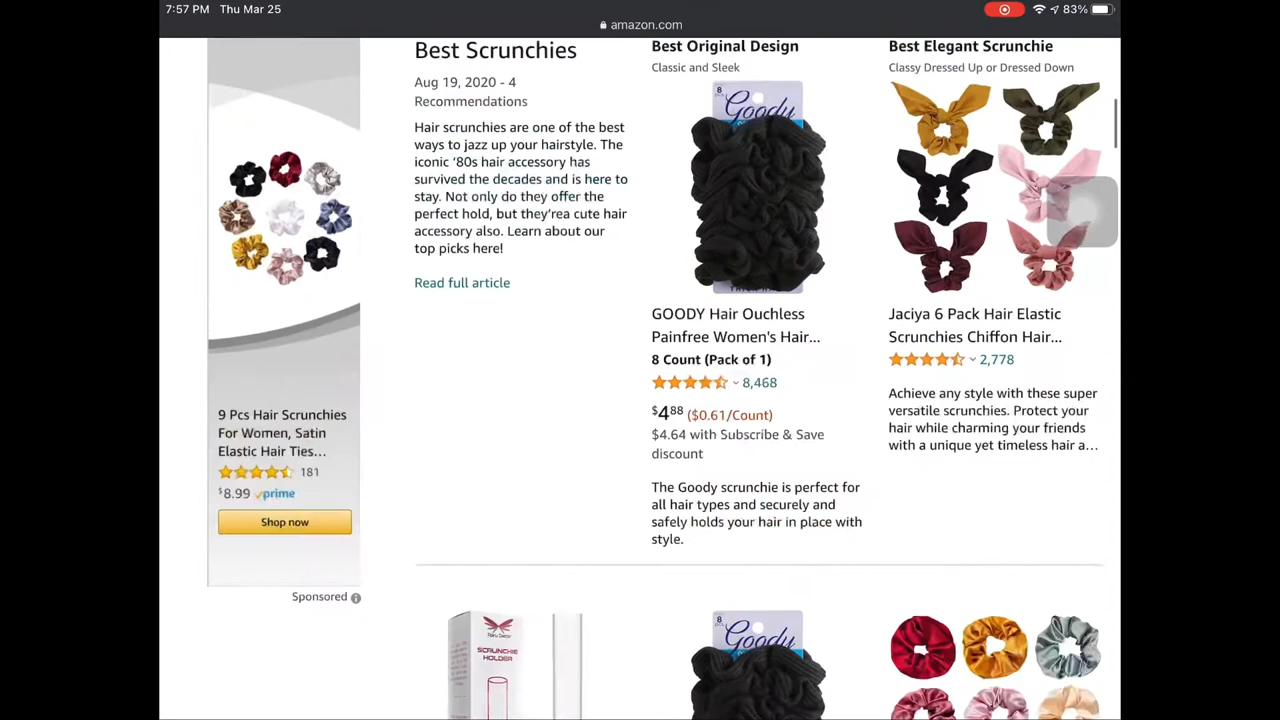 7:57 PM Thu Mar 25
83%
amazon.com
Best Scrunchies
Aug 19, 2020 - 4
Recommendations
Hair scrunchies are one of the best
ways to jazz up your hairstyle. The
iconic ‘80s hair accessory has
survived the decades and is here to
stay. Not only do they offer the
perfect hold, but they’rea cute hair
accessory also. Learn about our
top picks here!
Read full article
Best Original Design
Classic and Sleek
8
Goody
GOODY Hair Ouchless
Painfree Women's Hair...
8 Count (Pack of 1)
8,468
$4.88 ($0.61/Count)
$4.64 with Subscribe & Save
discount
The Goody scrunchie is perfect for
all hair types and securely and
safely holds your hair in place with
style.
Best Elegant Scrunchie
Classy Dressed Up or Dressed Down
Jaciya 6 Pack Hair Elastic
Scrunchies Chiffon Hair...
2,778
Achieve any style with these super
versatile scrunchies. Protect your
hair while charming your friends
with a unique yet timeless hair a...
9 Pcs Hair Scrunchies
For Women, Satin
Elastic Hair Ties...
181
$8.99 prime
Shop now
Sponsored
SCRUNCHIE
HOLDER
8
Goody